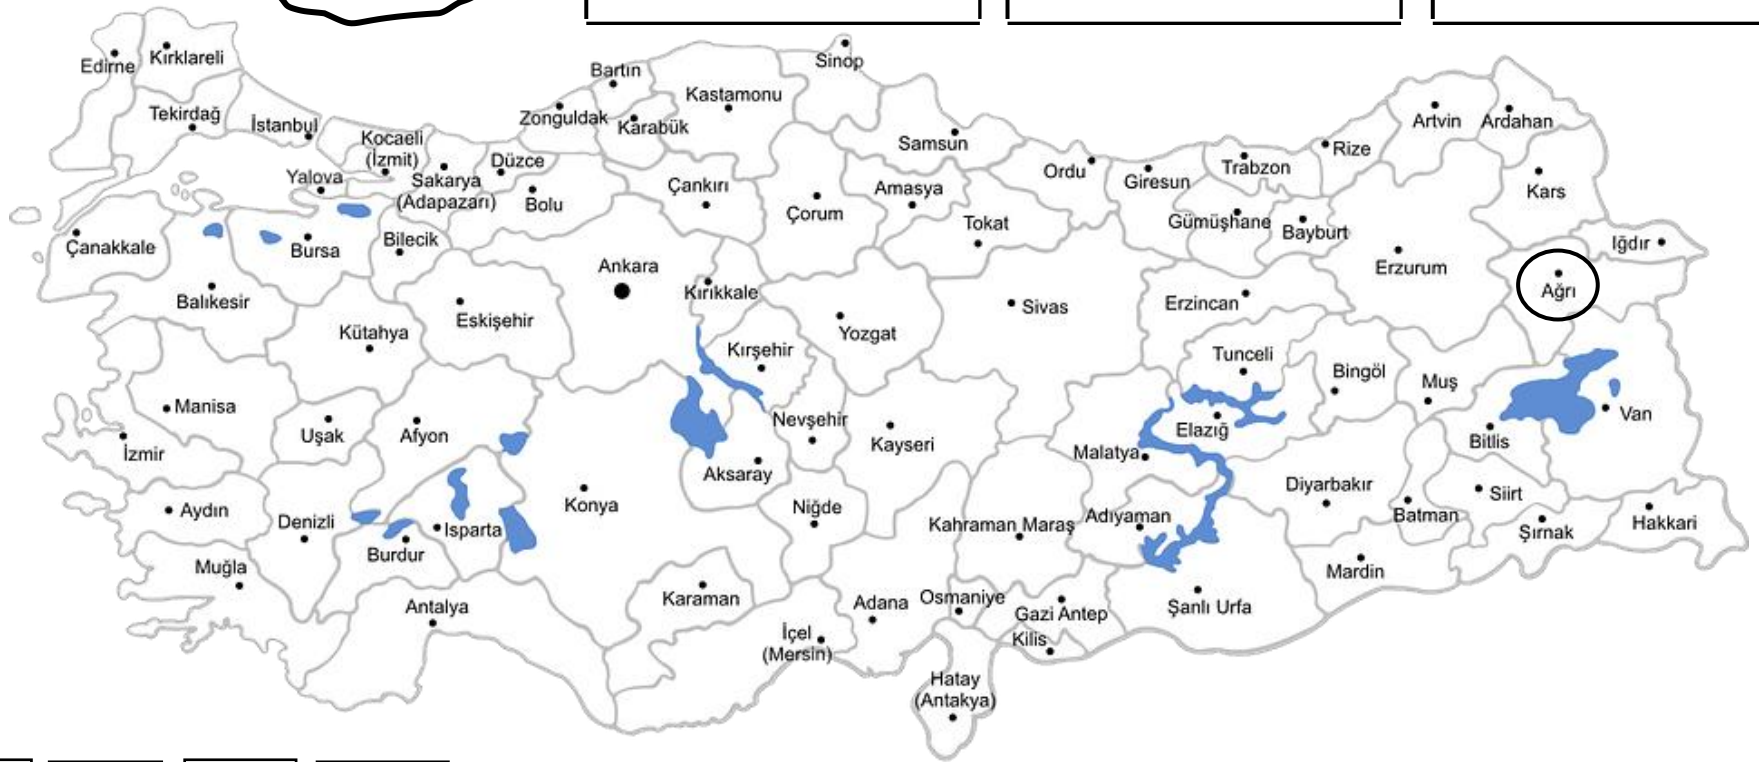 Edirne
Kırklareli
Tekirdağ
İstanbul
Kocaeli
(İzmit)
Yalova
Sakarya
(Adapazarı)
Düzce
Bolu
Zonguldak
Bartın
Karabük
Kastamonu
Sinop
Çankırı
Çorum
Samsun
Amasya
Tokat
Ordu
Giresun
Trabzon
Rize
Gümüşhane
Bayburt
Artvin
Ardahan
Kars
Iğdır
Ağrı
Erzurum
Erzincan
Çanakkale
Balıkesir
Bursa
Bilecik
Kütahya
Eskişehir
Ankara
Kırıkkale
Kırşehir
Yozgat
Sivas
Tunceli
Bingöl
Muş
Van
Bitlis
Elazığ
Malatya
Manisa
İzmir
Uşak
Afyon
Konya
Aksaray
Nevşehir
Kayseri
Niğde
Aydın
Denizli
Muğla
Burdur
Isparta
Antalya
Karaman
İçel
(Mersin)
Adana
Osmaniye
Kahraman Maraş
Adıyaman
Gazi Antep
Kilis
Hatay
(Antakya)
Şanlı Urfa
Diyarbakır
Mardin
Batman
Siirt
Şırnak
Hakkari